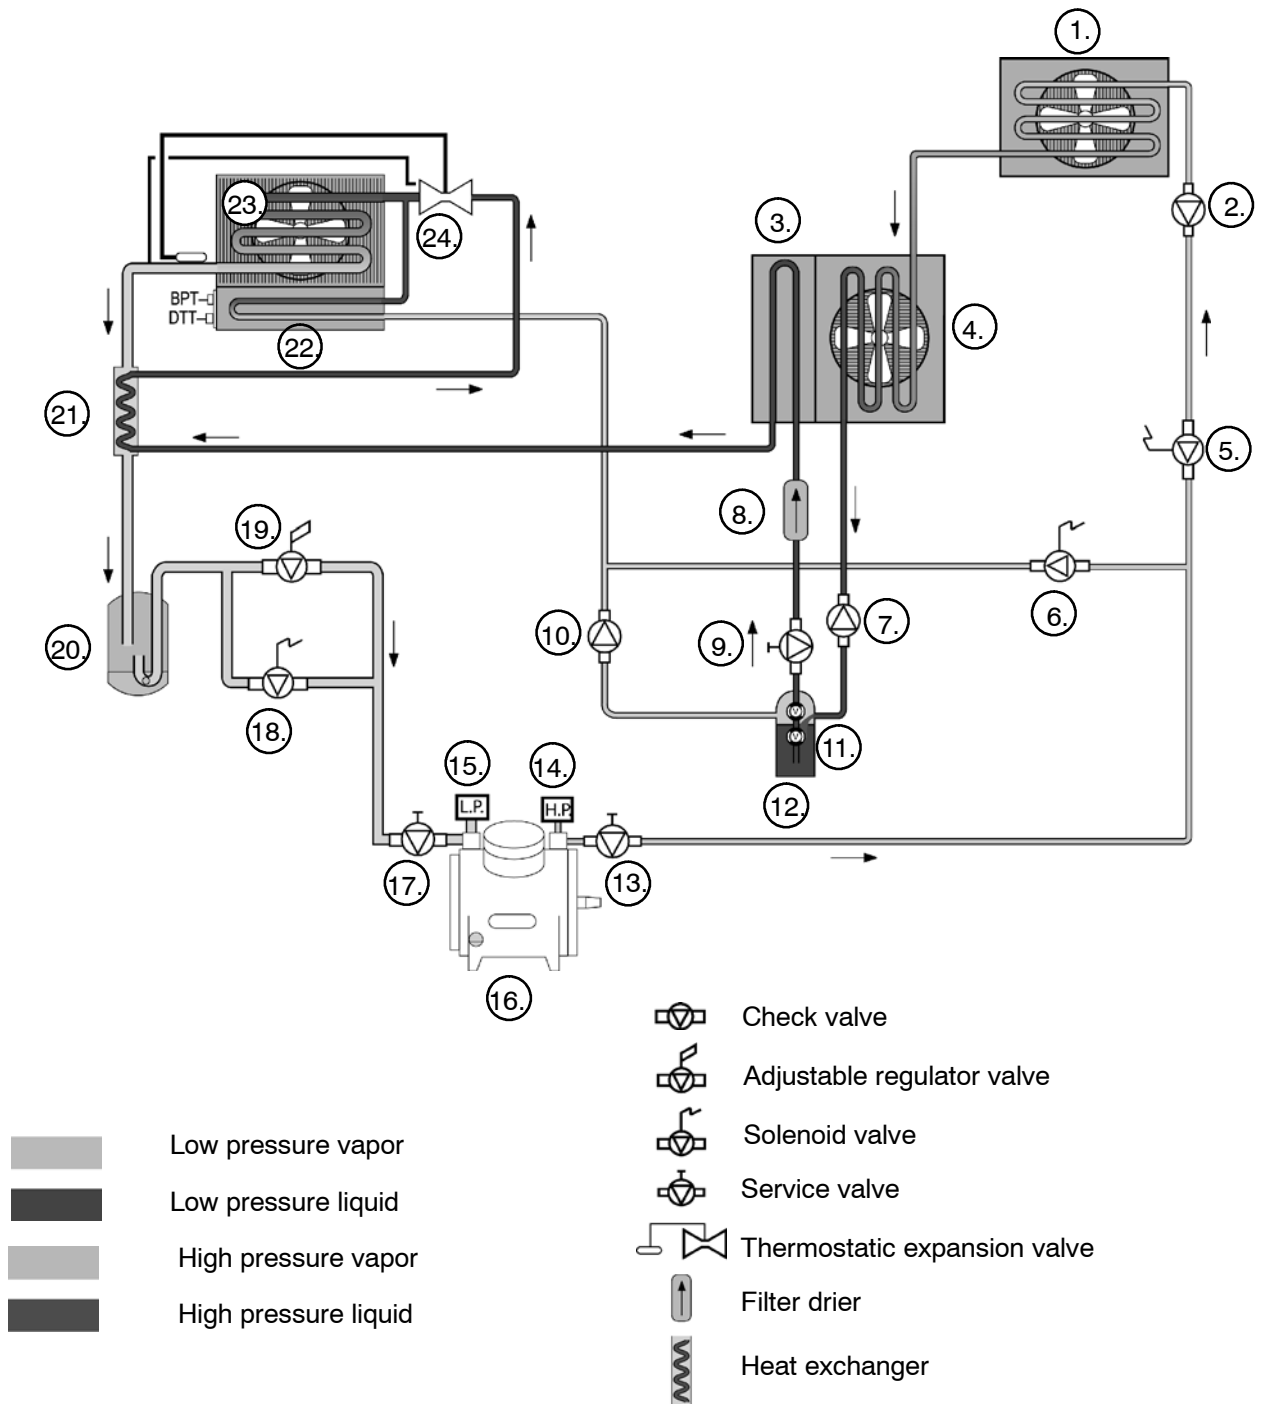 1.
2.
3.
4.
23.
24.
BPT
DTT
22.
21.
5.
8.
19.
6.
7.
10.
9.
20.
18.
11.
15.
14.
L.P.
H.P.
12.
17.
13.
16.
Check valve
Adjustable regulator valve
Solenoid valve
Service valve
Thermostatic expansion valve
Filter drier
Heat exchanger
Low pressure vapor
Low pressure liquid
High pressure vapor
High pressure liquid